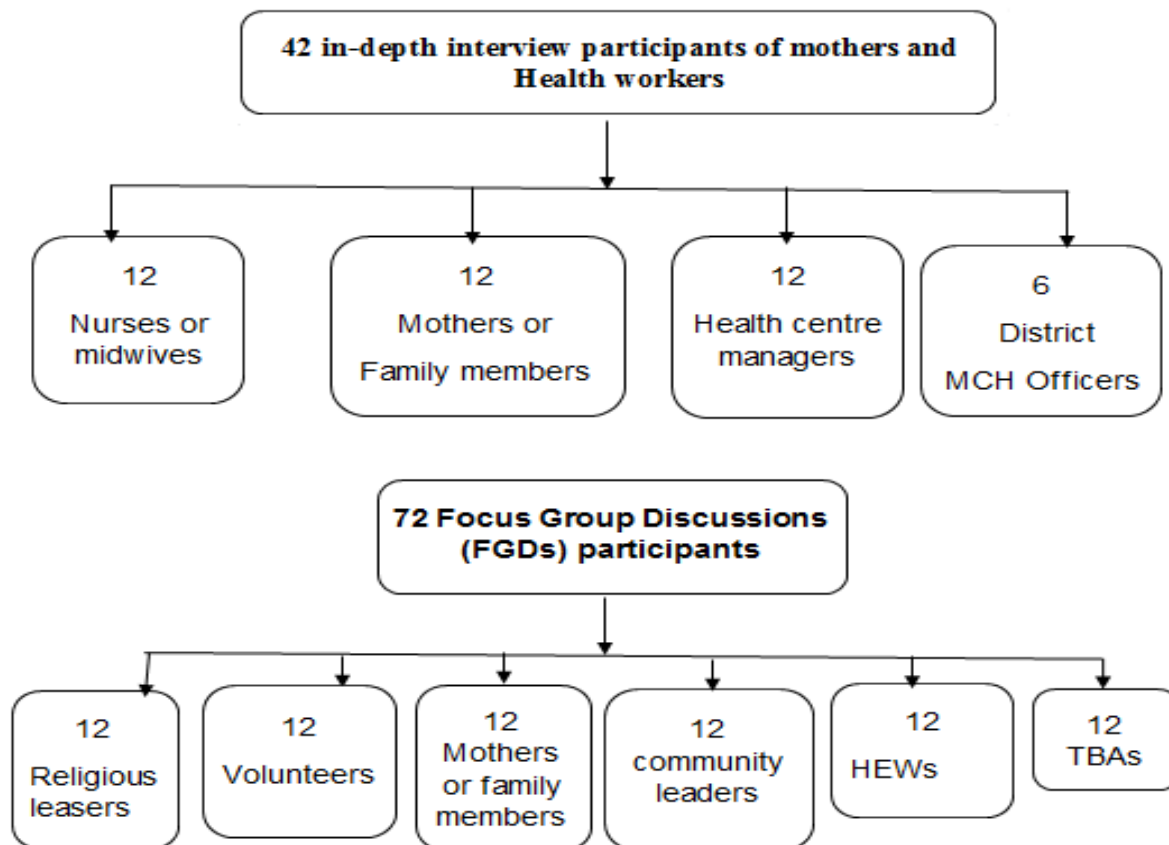 42 in-depth interview participants of mothers and
Health workers
12
Nurses or
midwives
12
Mothers or
Family members
12
Health centre
managers
6
District
MCH Officers
72 Focus Group Discussions
(FGDs) participants
12
Religious
leasers
12
Volunteers
12
Mothers
or family
members
12
community
leaders
12
HEWs
12
TBAs